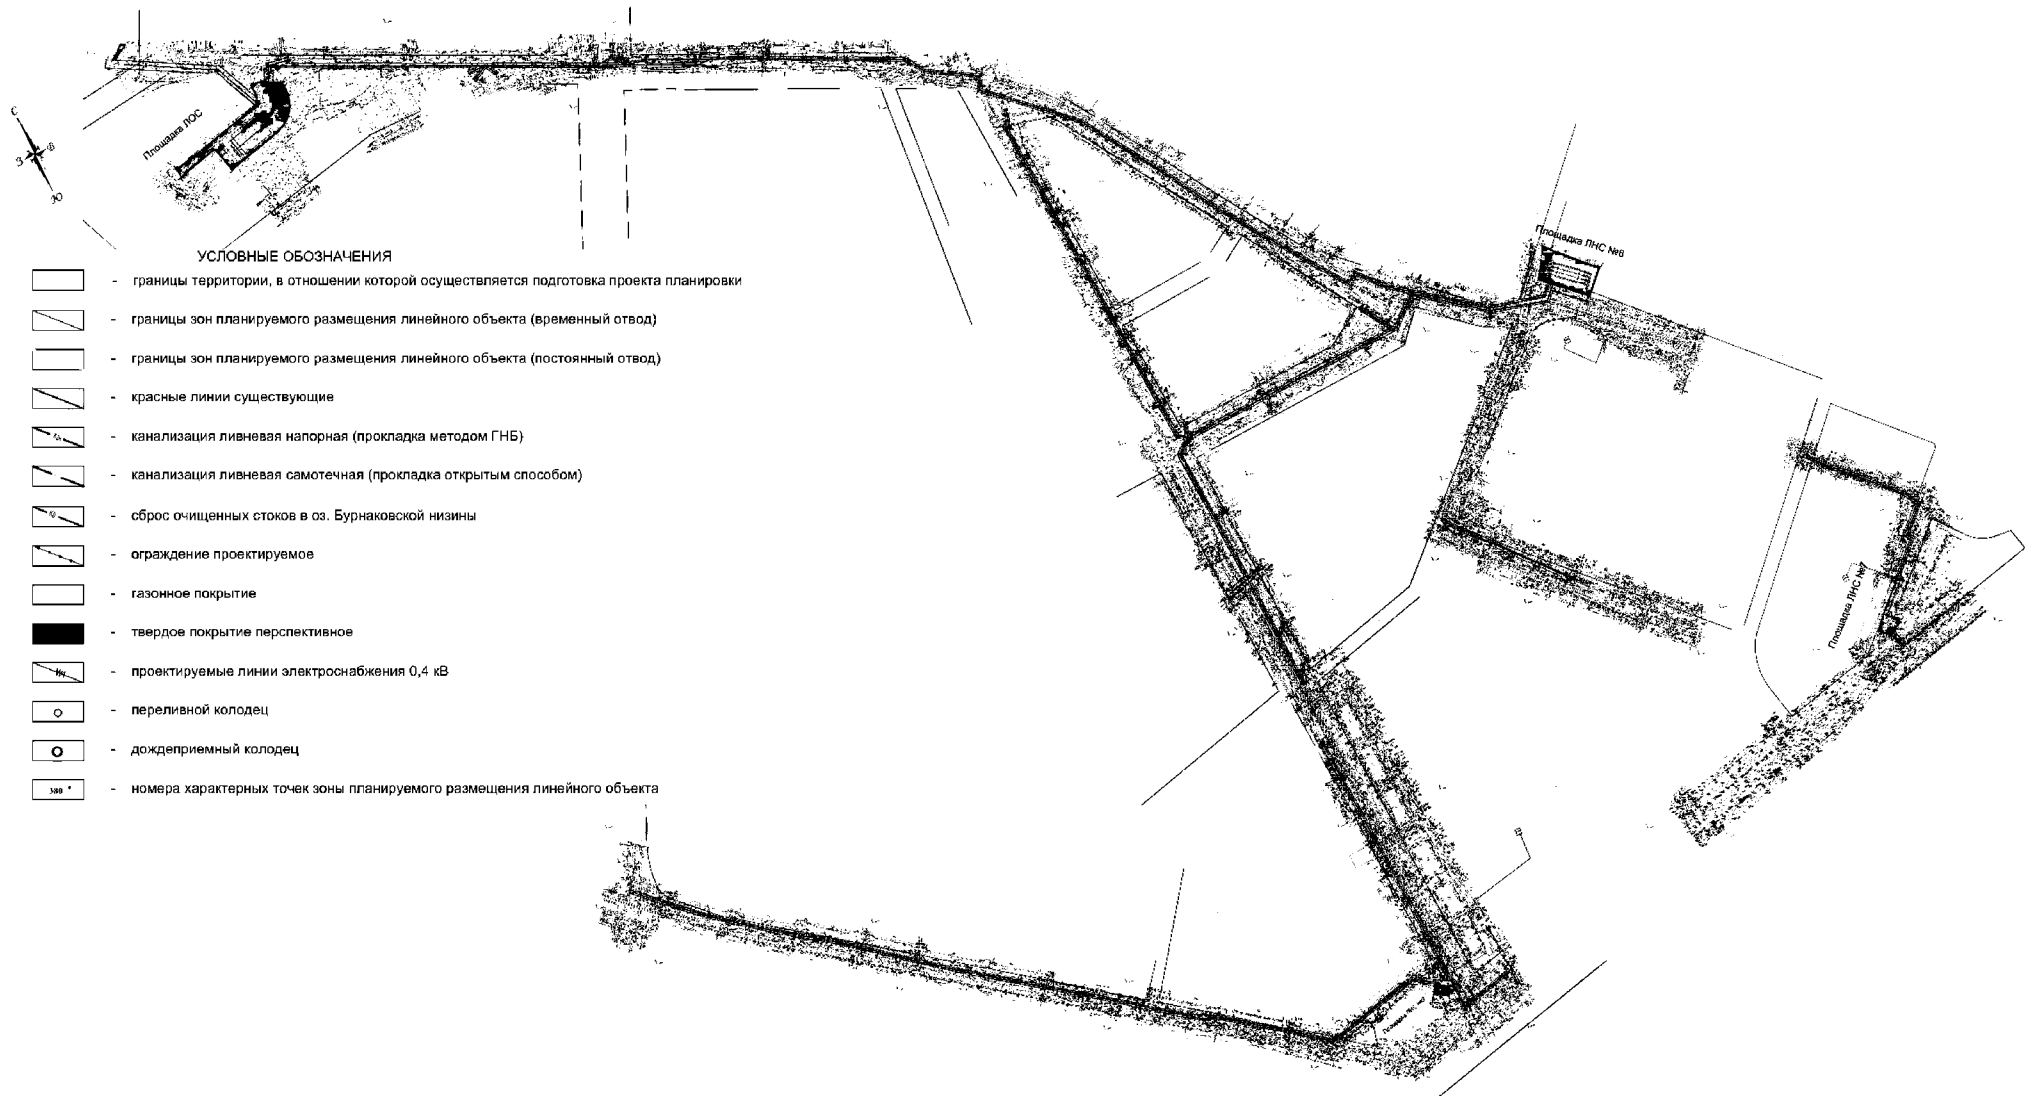 С
З
В
Ю
Площадка ЛОС
Площадка ЛНС №6
УСЛОВНЫЕ ОБОЗНАЧЕНИЯ
- границы территории, в отношении которой осуществляется подготовка проекта планировки
- границы зон планируемого размещения линейного объекта (временный отвод)
- границы зон планируемого размещения линейного объекта (постоянный отвод)
- красные линии существующие
- канализация ливневая напорная (прокладка методом ГНБ)
- канализация ливневая самотечная (прокладка открытым способом)
- сброс очищенных стоков в оз. Бурнаковской низины
- ограждение проектируемое
- газонное покрытие
- твердое покрытие перспективное
- проектируемые линии электроснабжения 0,4 кВ
- переливной колодец
- дождеприемный колодец
380 - номера характерных точек зоны планируемого размещения линейного объекта
Площадка ЛНС №7